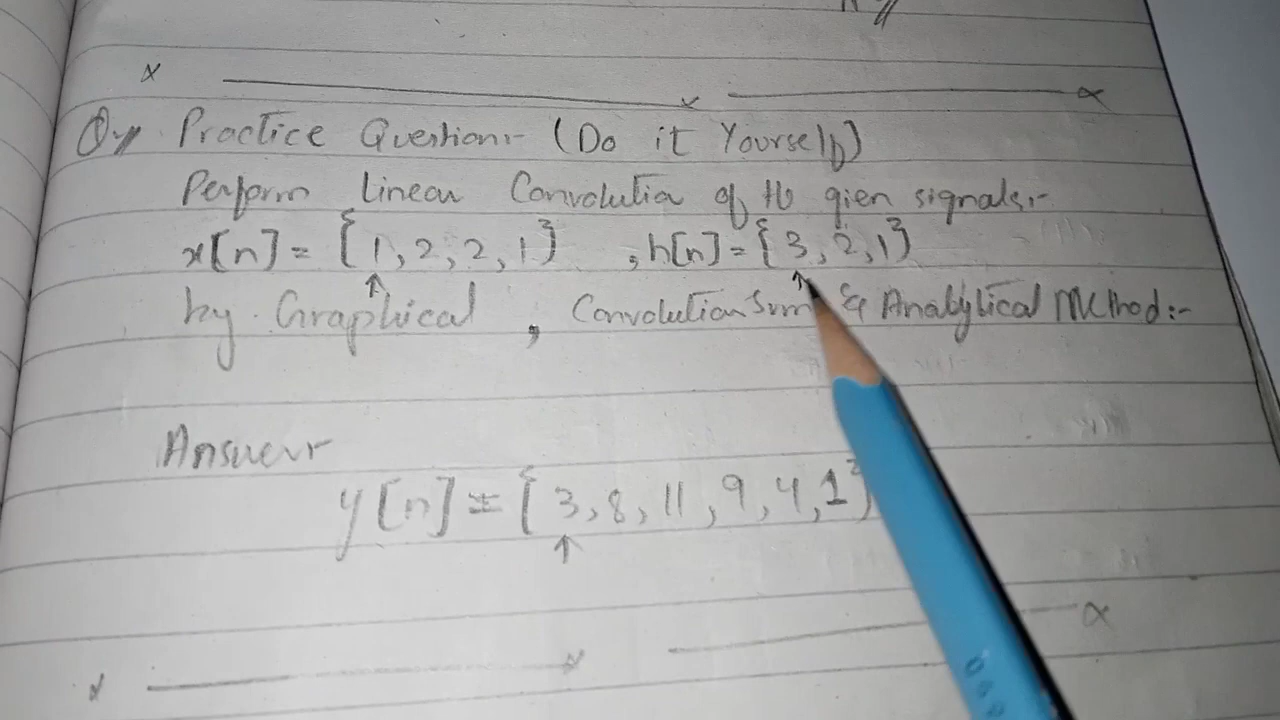 Q Practice Question:- (Do it Yourself)
Perform Linear Convolution of the given signals:-
x[n] = {1, 2, 2, 1} , h[n] = {3, 2, 1}
↑ ↑
by Graphical , Convolution Sum & Analytical Method:-
Answer
y[n] = {3, 8, 11, 9, 4, 1}
↑